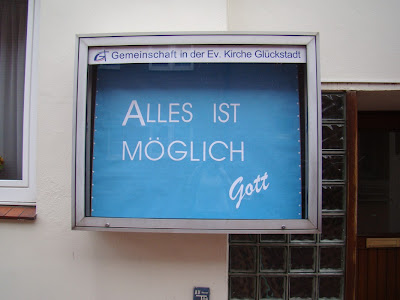 Gemeinschaft in der Ev. Kirche Glückstadt
ALLES IST
MÖGLICH
Gott